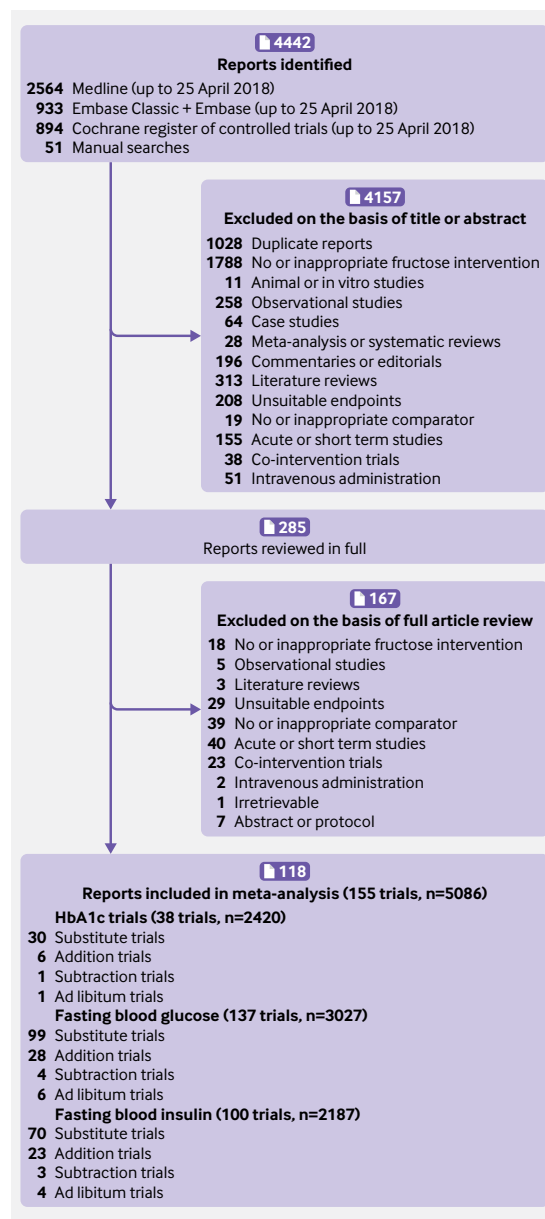 4442
Reports identified
2564 Medline (up to 25 April 2018)
933 Embase Classic + Embase (up to 25 April 2018)
894 Cochrane register of controlled trials (up to 25 April 2018)
51 Manual searches
4157
Excluded on the basis of title or abstract
1028 Duplicate reports
1788 No or inappropriate fructose intervention
11 Animal or in vitro studies
258 Observational studies
64 Case studies
28 Meta-analysis or systematic reviews
196 Commentaries or editorials
313 Literature reviews
208 Unsuitable endpoints
19 No or inappropriate comparator
155 Acute or short term studies
38 Co-intervention trials
51 Intravenous administration
285
Reports reviewed in full
167
Excluded on the basis of full article review
18 No or inappropriate fructose intervention
5 Observational studies
3 Literature reviews
29 Unsuitable endpoints
39 No or inappropriate comparator
40 Acute or short term studies
23 Co-intervention trials
2 Intravenous administration
1 Irretrievable
7 Abstract or protocol
118
Reports included in meta-analysis (155 trials, n=5086)
HbA1c trials (38 trials, n=2420)
30 Substitute trials
6 Addition trials
1 Subtraction trials
1 Ad libitum trials
Fasting blood glucose (137 trials, n=3027)
99 Substitute trials
28 Addition trials
4 Subtraction trials
6 Ad libitum trials
Fasting blood insulin (100 trials, n=2187)
70 Substitute trials
23 Addition trials
3 Subtraction trials
4 Ad libitum trials